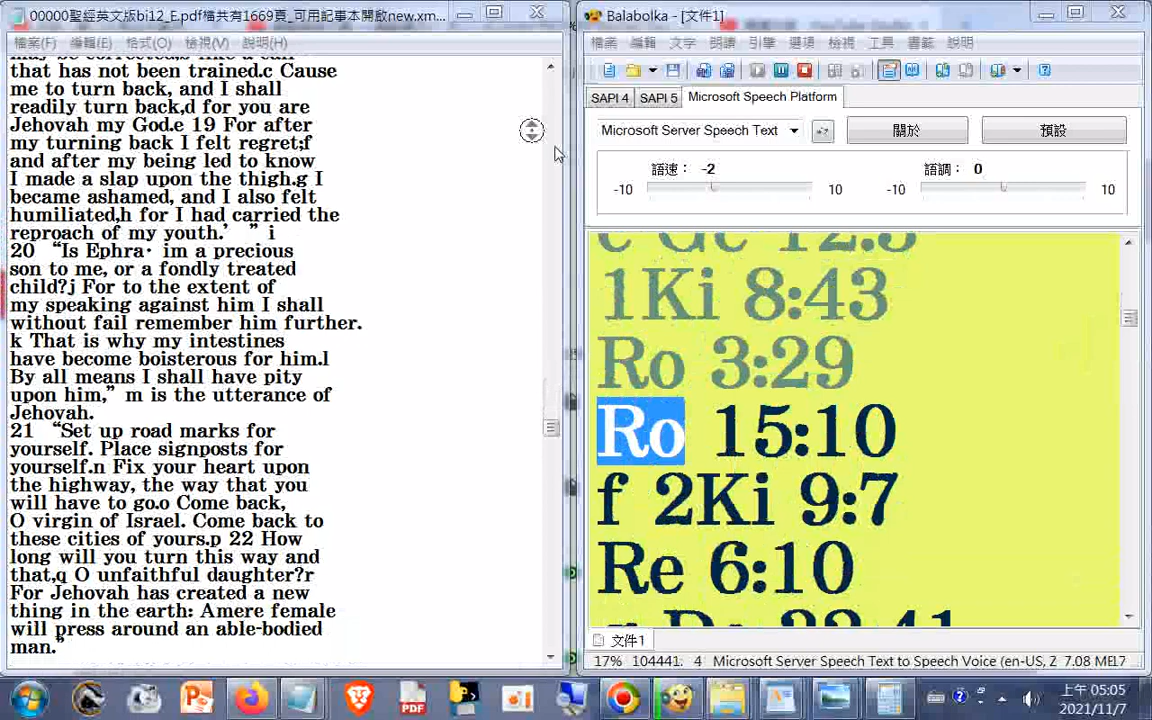 00000聖經英文版bi12_E.pdf檔共有1669頁_可用記事本開啟new.xm...
檔案(F) 編輯(E) 格式(O) 檢視(V) 說明(H)
that has not been trained.c Cause
me to turn back, and I shall
readily turn back,d for you are
Jehovah my God.e 19 For after
my turning back I felt regret;f
and after my being led to know
I made a slap upon the thigh.g I
became ashamed, and I also felt
humiliated,h for I had carried the
reproach of my youth.’ ” i
20 “Is Ephra· im a precious
son to me, or a fondly treated
child?j For to the extent of
my speaking against him I shall
without fail remember him further.
k That is why my intestines
have become boisterous for him.l
By all means I shall have pity
upon him,” m is the utterance of
Jehovah.
21 “Set up road marks for
yourself. Place signposts for
yourself.n Fix your heart upon
the highway, the way that you
will have to go.o Come back,
O virgin of Israel. Come back to
these cities of yours.p 22 How
long will you turn this way and
that,q O unfaithful daughter?r
For Jehovah has created a new
thing in the earth: Amere female
will press around an able-bodied
man.”
Balabolka - [文件1]
檔案 編輯 文字 朗讀 引擎 選項 檢視 工具 書籤 說明
SAPI 4 SAPI 5 Microsoft Speech Platform
Microsoft Server Speech Text 關於 預設
語速： -2 語調： 0
-10 10 -10 10
1Ki 8:43
Ro 3:29
Ro 15:10
f 2Ki 9:7
Re 6:10
文件1
17% 104441. 4 Microsoft Server Speech Text to Speech Voice (en-US, 2 7.08 ME17
PDF
上午 05:05
2021/11/7